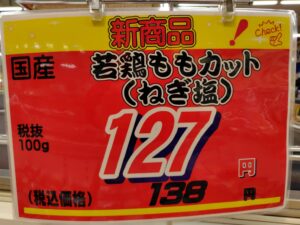 新商品
Check!
国産
若鶏ももカット
(ねぎ塩)
税抜
100g
127
円
(税込価格)
138
円